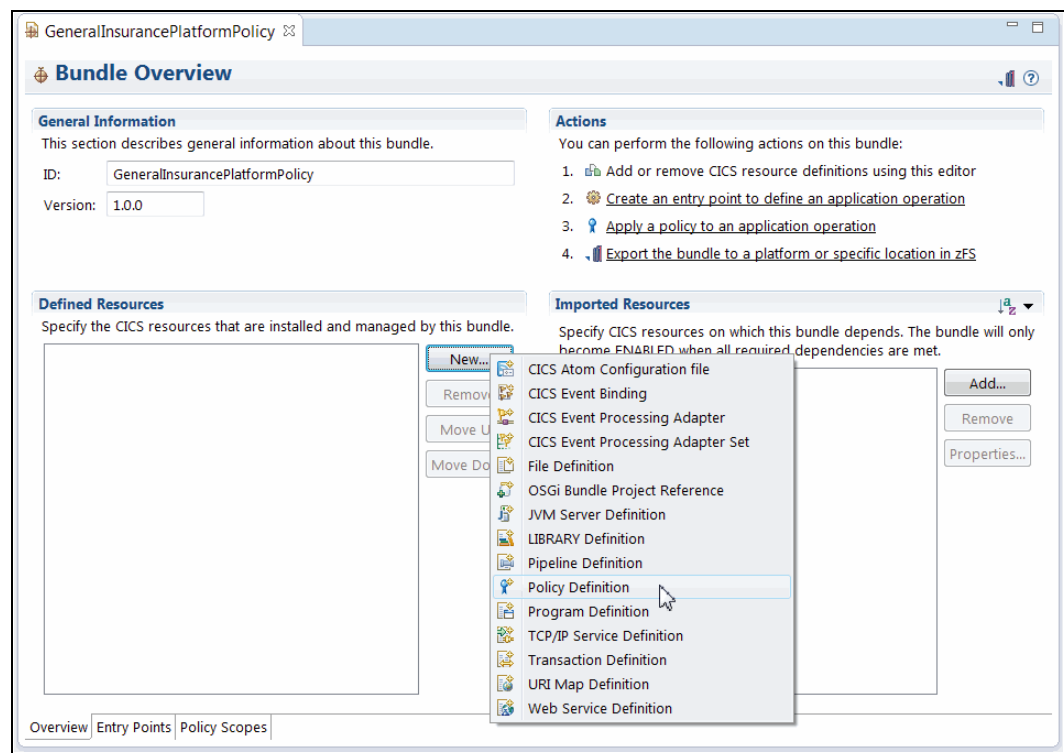 GeneralInsurancePlatformPolicy
Bundle Overview
General Information
This section describes general information about this bundle.
ID: GeneralInsurancePlatformPolicy
Version: 1.0.0
Actions
You can perform the following actions on this bundle:
1. Add or remove CICS resource definitions using this editor
2. Create an entry point to define an application operation
3. Apply a policy to an application operation
4. Export the bundle to a platform or specific location in zFS
Defined Resources
Specify the CICS resources that are installed and managed by this bundle.
New...
Remov
Move U
Move Do
Imported Resources
Specify CICS resources on which this bundle depends. The bundle will only
become ENABLED when all required dependencies are met.
Add...
Remove
Properties...
CICS Atom Configuration file
CICS Event Binding
CICS Event Processing Adapter
CICS Event Processing Adapter Set
File Definition
OSGi Bundle Project Reference
JVM Server Definition
LIBRARY Definition
Pipeline Definition
Policy Definition
Program Definition
TCP/IP Service Definition
Transaction Definition
URI Map Definition
Web Service Definition
Overview Entry Points Policy Scopes